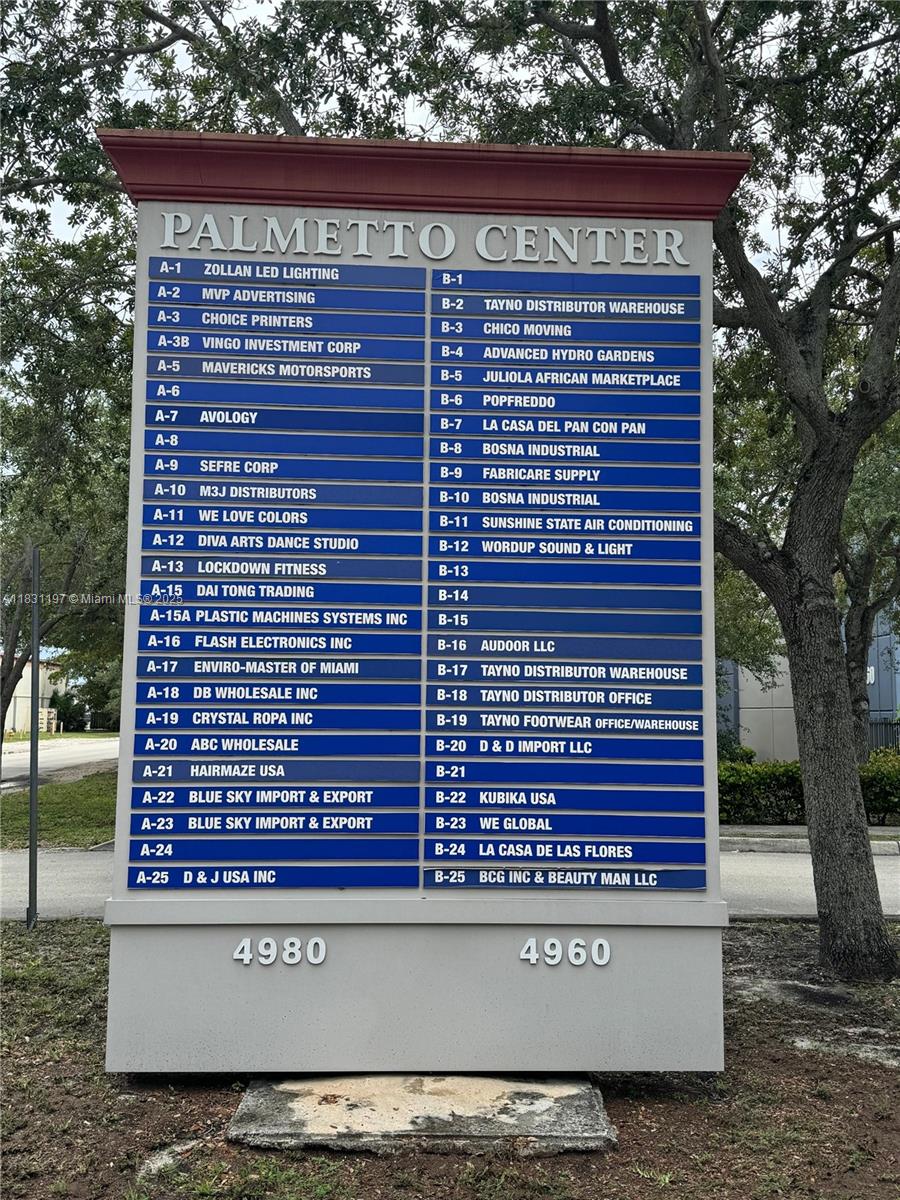 PALMETTO CENTER
A-1 ZOLLAN LED LIGHTING
A-2 MVP ADVERTISING
A-3 CHOICE PRINTERS
A-3B VINGO INVESTMENT CORP
A-5 MAVERICKS MOTORSPORTS
A-6
A-7 AVOLOGY
A-8
A-9 SEFRE CORP
A-10 M3J DISTRIBUTORS
A-11 WE LOVE COLORS
A-12 DIVA ARTS DANCE STUDIO
A-13 LOCKDOWN FITNESS
A-15 DAI TONG TRADING
A-15A PLASTIC MACHINES SYSTEMS INC
A-16 FLASH ELECTRONICS INC
A-17 ENVIRO-MASTER OF MIAMI
A-18 DB WHOLESALE INC
A-19 CRYSTAL ROPA INC
A-20 ABC WHOLESALE
A-21 HAIRMAZE USA
A-22 BLUE SKY IMPORT & EXPORT
A-23 BLUE SKY IMPORT & EXPORT
A-24
A-25 D & J USA INC
4980
B-1
B-2 TAYNO DISTRIBUTOR WAREHOUSE
B-3 CHICO MOVING
B-4 ADVANCED HYDRO GARDENS
B-5 JULIOLA AFRICAN MARKETPLACE
B-6 POPFREDDO
B-7 LA CASA DEL PAN CON PAN
B-8 BOSNA INDUSTRIAL
B-9 FABRICARE SUPPLY
B-10 BOSNA INDUSTRIAL
B-11 SUNSHINE STATE AIR CONDITIONING
B-12 WORDUP SOUND & LIGHT
B-13
B-14
B-15
B-16 AUDOOR LLC
B-17 TAYNO DISTRIBUTOR WAREHOUSE
B-18 TAYNO DISTRIBUTOR OFFICE
B-19 TAYNO FOOTWEAR OFFICE/WAREHOUSE
B-20 D & D IMPORT LLC
B-21
B-22 KUBIKA USA
B-23 WE GLOBAL
B-24 LA CASA DE LAS FLORES
B-25 BCG INC & BEAUTY MAN LLC
4960
A11831197 © Miami MLS® 2025